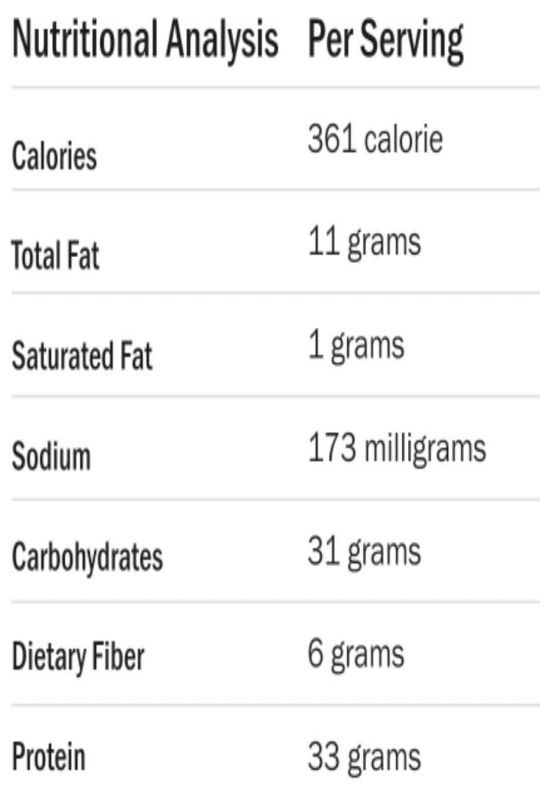 Nutritional Analysis Per Serving
Calories 361 calorie
Total Fat 11 grams
Saturated Fat 1 grams
Sodium 173 milligrams
Carbohydrates 31 grams
Dietary Fiber 6 grams
Protein 33 grams